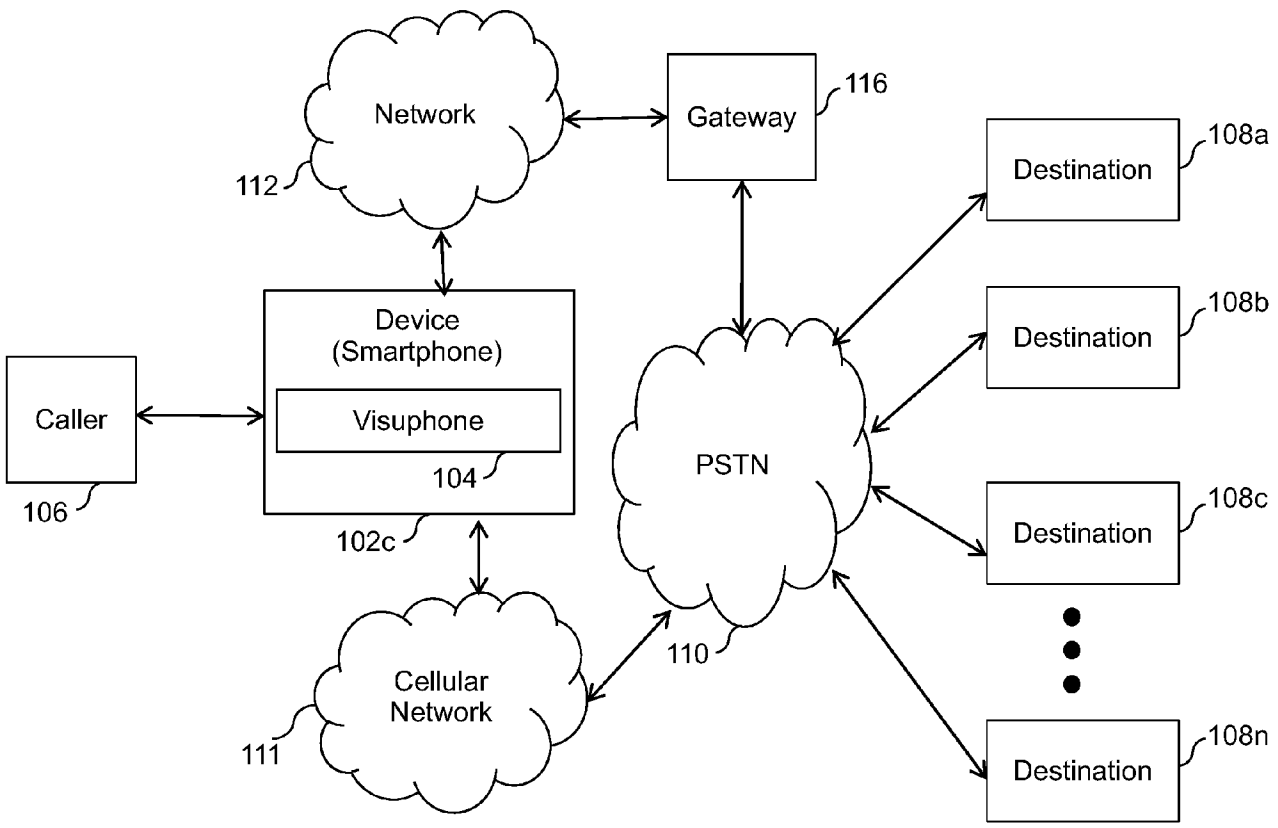 Network
112
Gateway
116
Destination
108a
Device
(Smartphone)
Visuphone
104
102c
Caller
106
Destination
108b
PSTN
110
Destination
108c
Cellular
Network
111
Destination
108n